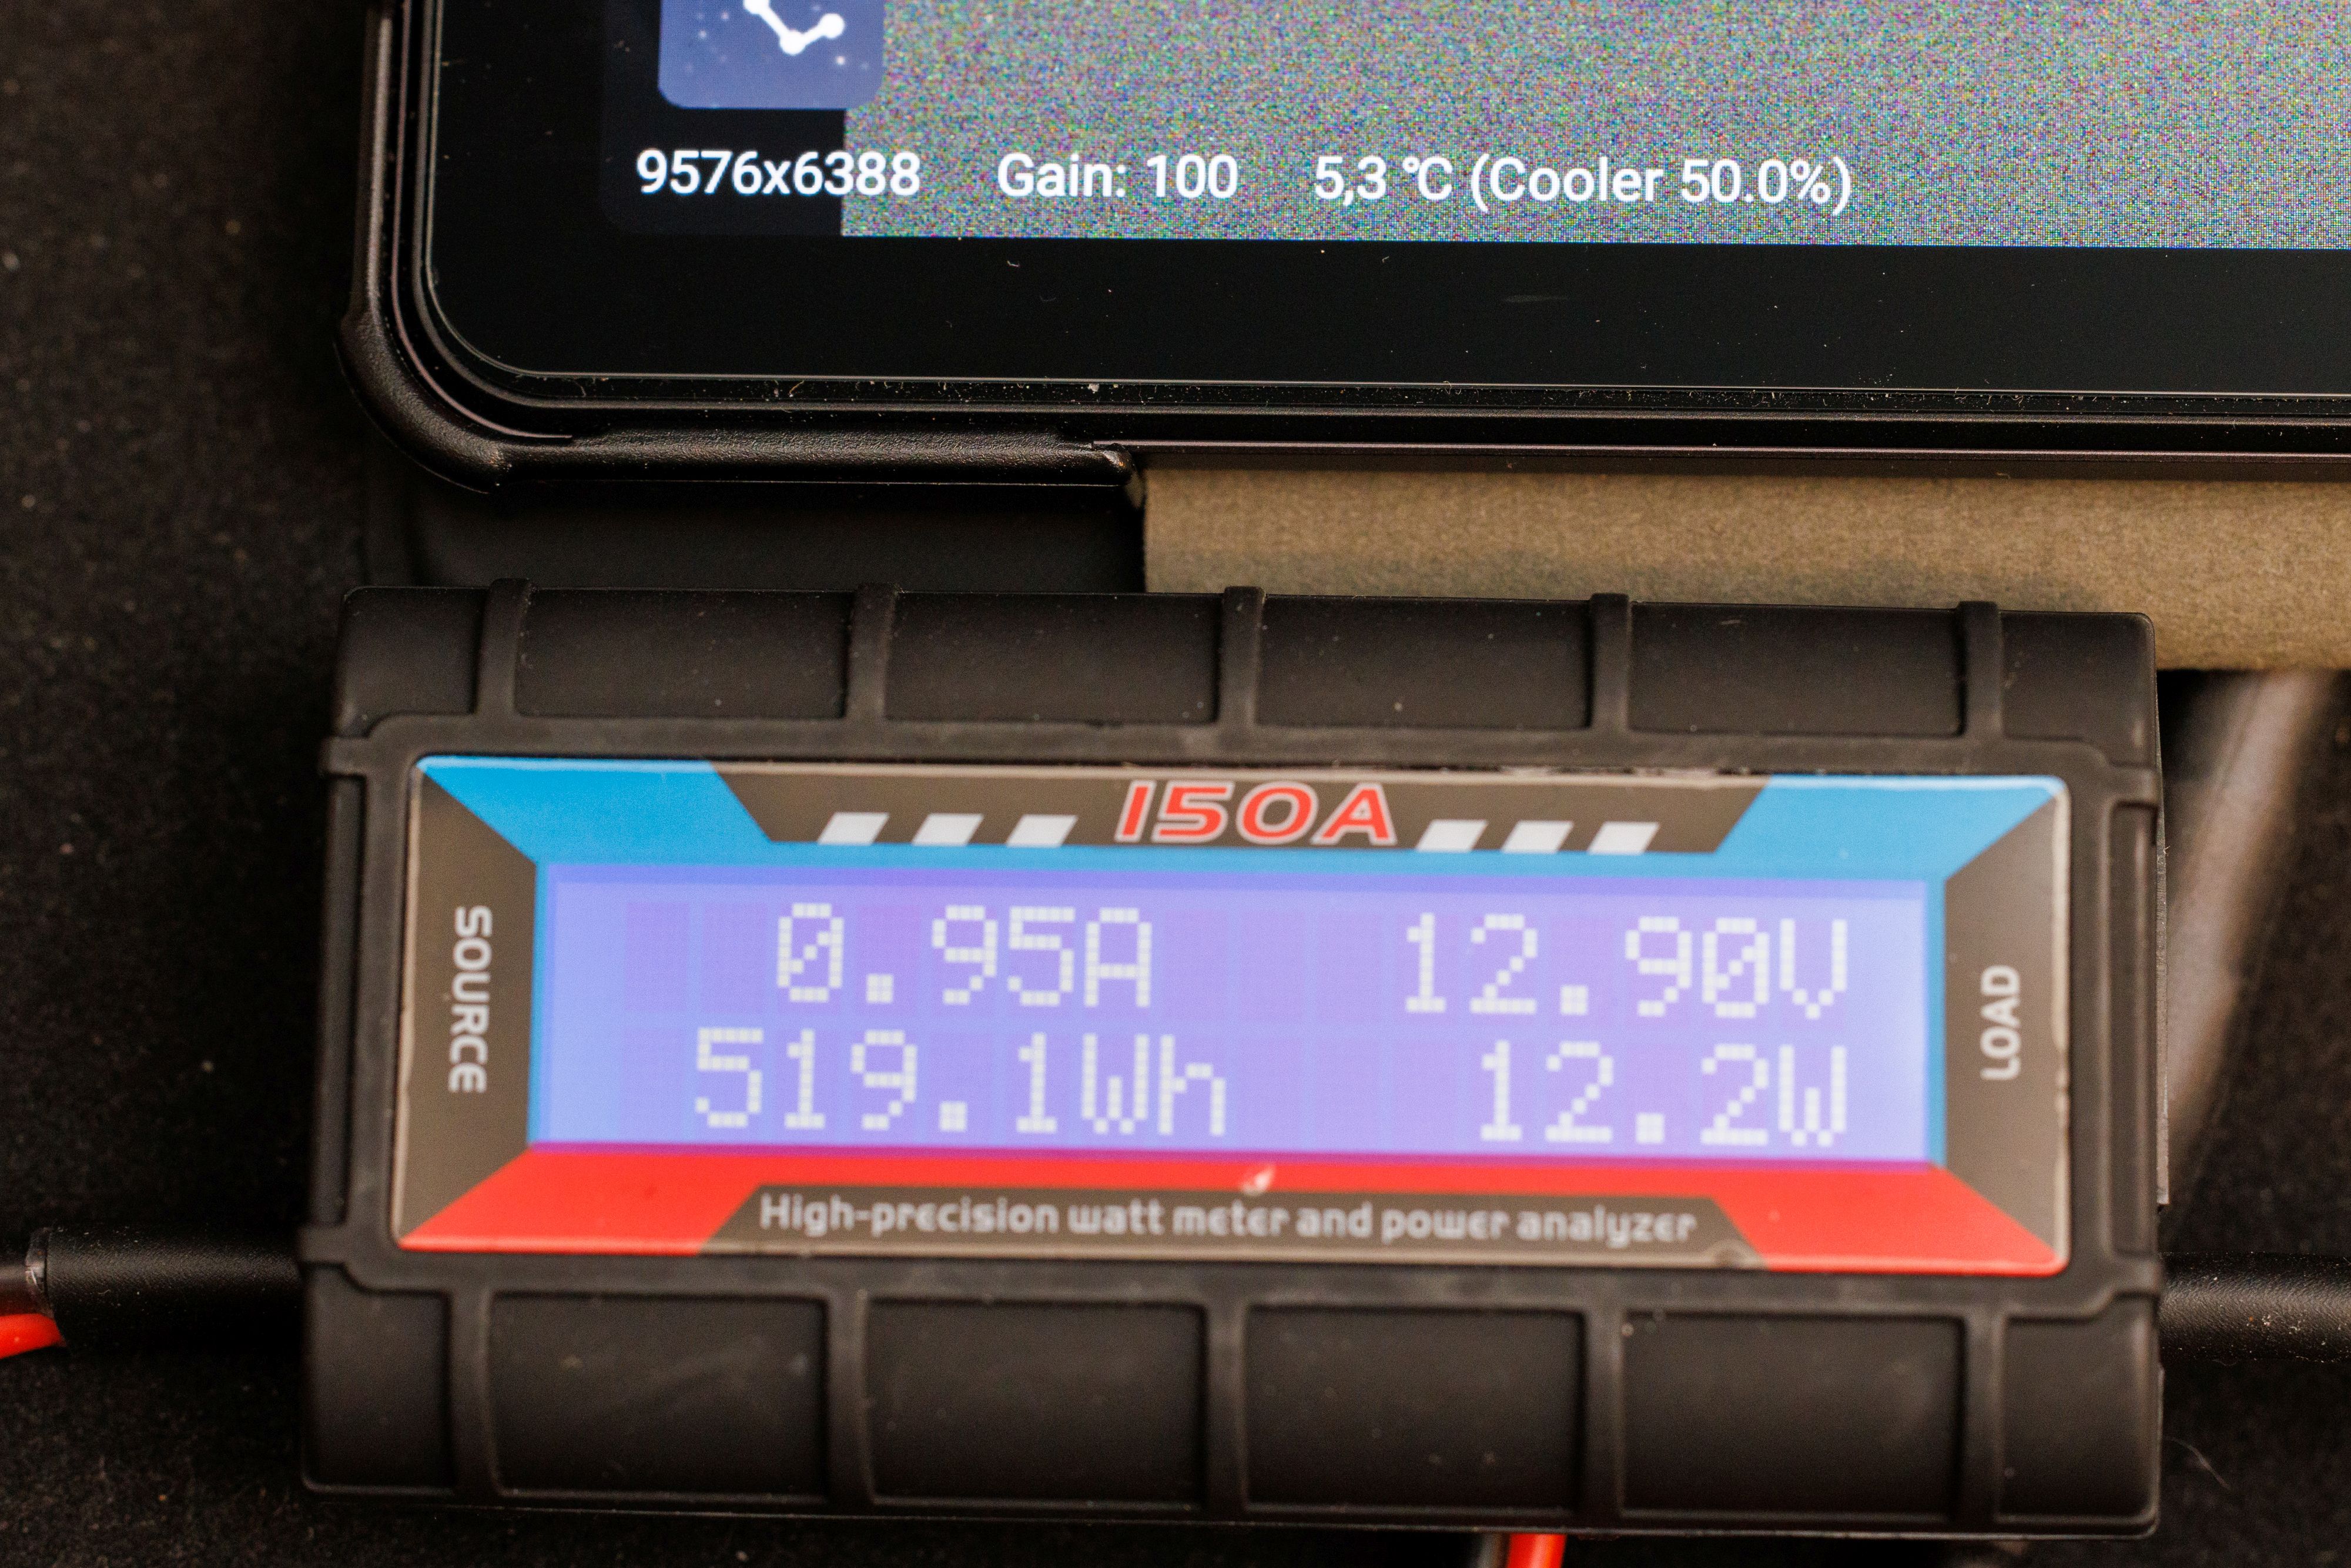 9576x6388 Gain: 100 5,3 °C (Cooler 50.0%)
150A
SOURCE
0.95A 12.90V
519.1Wh 12.2W
LOAD
High-precision watt meter and power analyzer